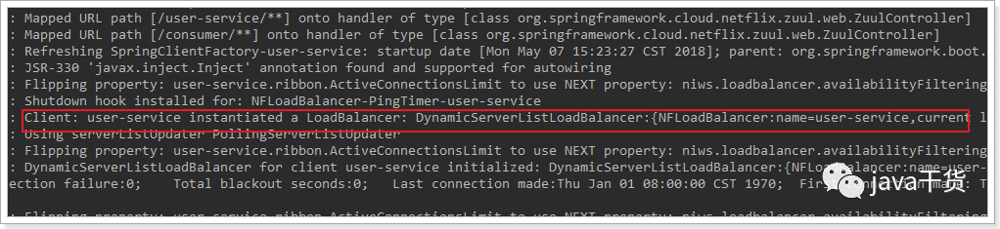 : Mapped URL path [/user-service/**] onto handler of type [class org.springframework.cloud.netflix.zuul.web.ZuulController]
: Mapped URL path [/consumer/**] onto handler of type [class org.springframework.cloud.netflix.zuul.web.ZuulController]
: Refreshing SpringClientFactory-user-service: startup date [Mon May 07 15:23:27 CST 2018]; parent: org.springframework.boot.
: JSR-330 'javax.inject.Inject' annotation found and supported for autowiring
: Flipping property: user-service.ribbon.ActiveConnectionsLimit to use NEXT property: niws.loadbalancer.availabilityFiltering
: Shutdown hook installed for: NFLoadBalancer-PingTimer-user-service
: Client: user-service instantiated a LoadBalancer: DynamicServerListLoadBalancer:{NFLoadBalancer:name=user-service,current l
: Using serverListUpdater PollingServerListUpdater
: Flipping property: user-service.ribbon.ActiveConnectionsLimit to use NEXT property: niws.loadbalancer.availabilityFiltering
: DynamicServerListLoadBalancer for client user-service initialized: DynamicServerListLoadBalancer:{NFLoadBalancer:name=user-
ection failure:0; Total blackout seconds:0; Last connection made:Thu Jan 01 08:00:00 CST 1970; First
java干货
: Flipping property: user-service.ribbon.ActiveConnectionsLimit to use NEXT property: niws.loadbalancer.availabilityFiltering